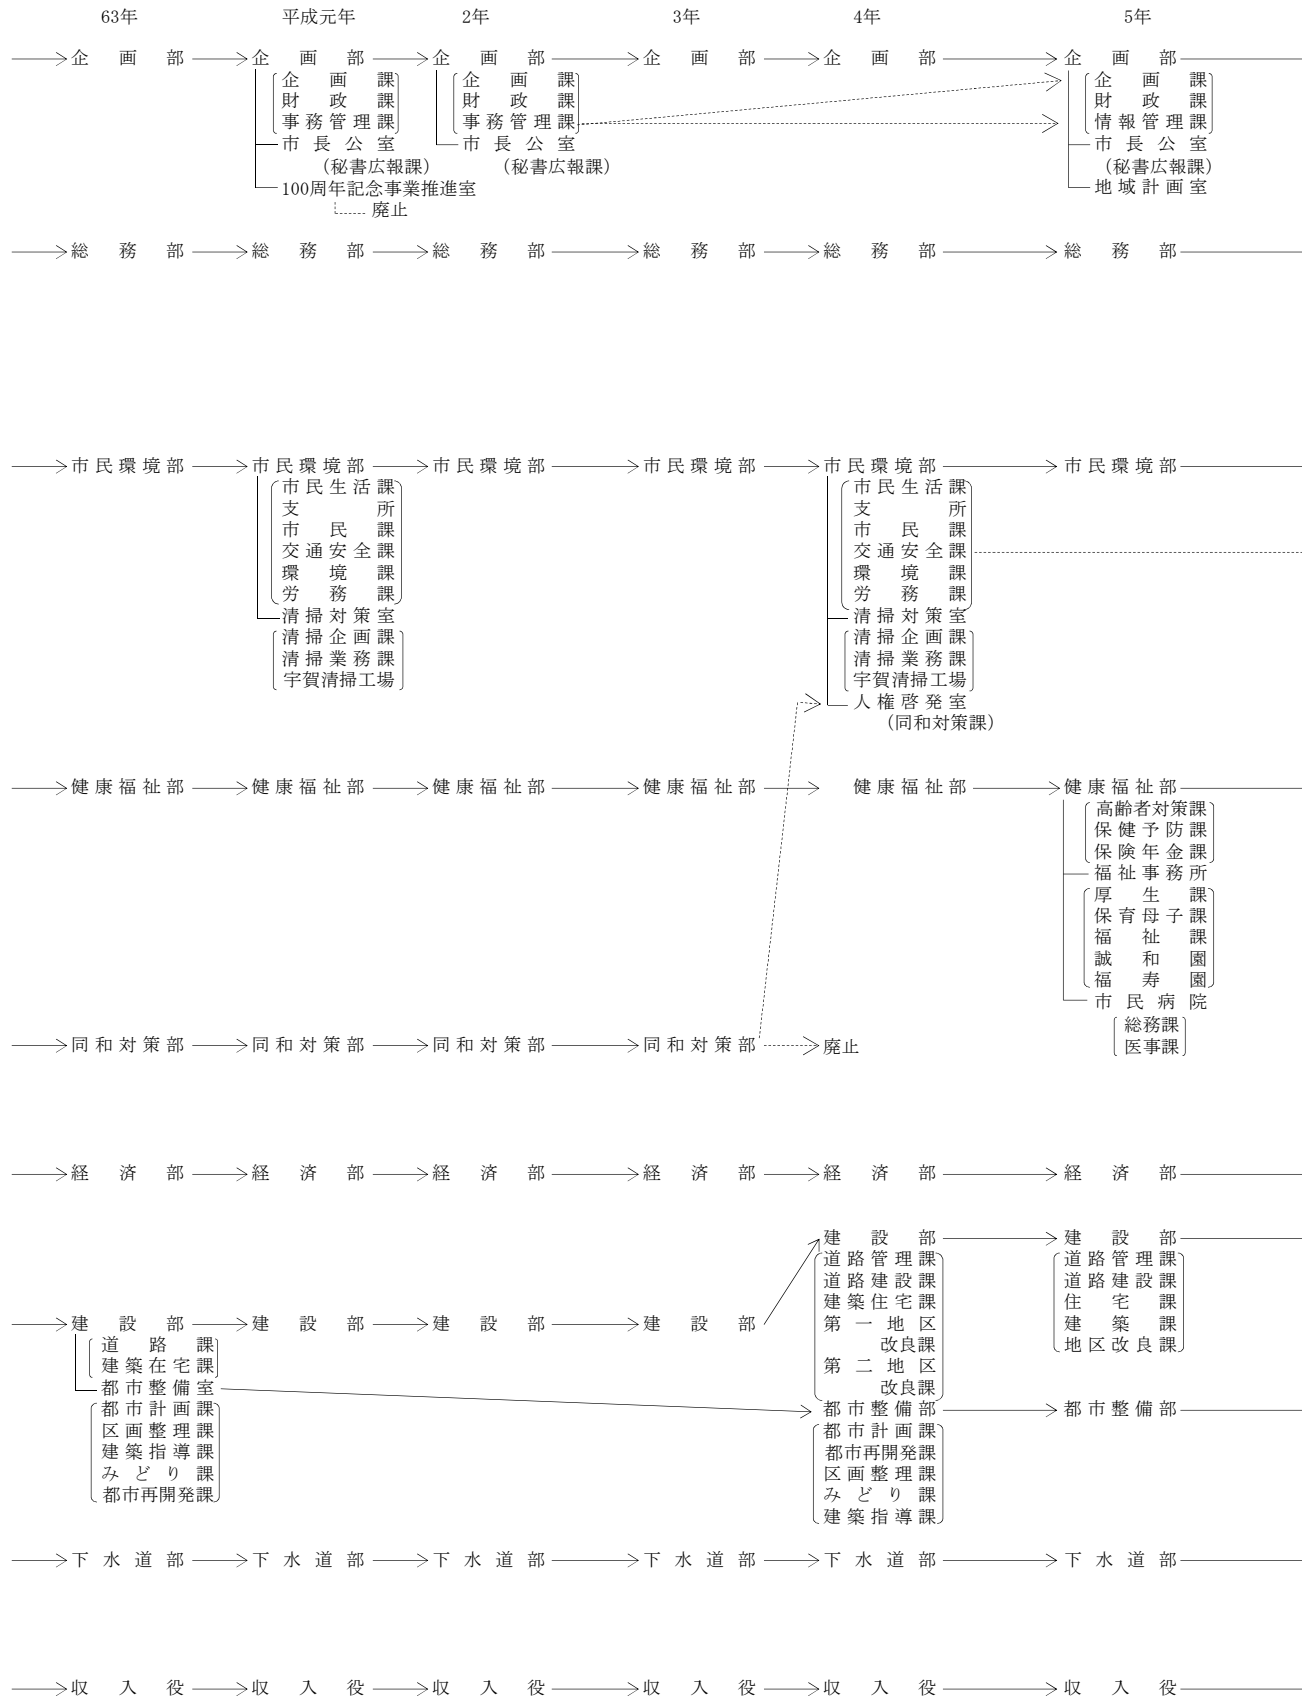 63年 平成元年 2年 3年 4年 5年
企画部 企画部 企画部 企画部 企画部 企画部
企画課 企画課 企画課
財政課 財政課 財政課
事務管理課 事務管理課 情報管理課
市長公室 市長公室 市長公室
(秘書広報課) (秘書広報課) (秘書広報課)
100周年記念事業推進室 地域計画室
廃止
総務部 総務部 総務部 総務部 総務部 総務部
市民環境部 市民環境部 市民環境部 市民環境部 市民環境部 市民環境部
市民生活課 市民生活課
支所 支所
市民課 市民課
交通安全課 交通安全課
環境課 環境課
労務課 労務課
清掃対策室 清掃対策室
清掃企画課 清掃企画課
清掃業務課 清掃業務課
宇賀清掃工場 宇賀清掃工場
人権啓発室
(同和対策課)
健康福祉部 健康福祉部 健康福祉部 健康福祉部 健康福祉部 健康福祉部
高齢者対策課
保健予防課
保険年金課
福祉事務所
厚生課
保育母子課
福祉課
誠和園
福寿園
市民病院
総務課
同和対策部 同和対策部 同和対策部 同和対策部 廃止 医事課
経済部 経済部 経済部 経済部 経済部 経済部
建設部 建設部
道路管理課 道路管理課
道路建設課 道路建設課
建築住宅課 住宅課
建設部 建設部 建設部 建設部 第一地区 建築課
道路課 改良課 地区改良課
建築在宅課 第二地区
都市整備室 改良課
都市計画課 都市整備部 都市整備部
区画整理課 都市計画課
建築指導課 都市再開発課
みどり課 区画整理課
都市再開発課 みどり課
建築指導課
下水道部 下水道部 下水道部 下水道部 下水道部 下水道部
収入役 収入役 収入役 収入役 収入役 収入役